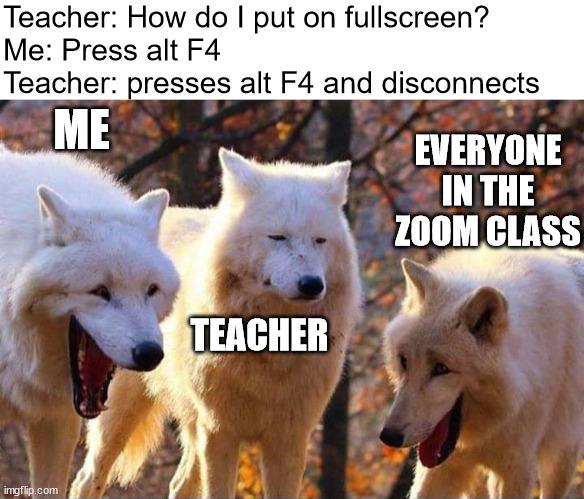 Teacher: How do I put on fullscreen?
Me: Press alt F4
Teacher: presses alt F4 and disconnects
ME
EVERYONE
IN THE
ZOOM CLASS
TEACHER
imgflip.com